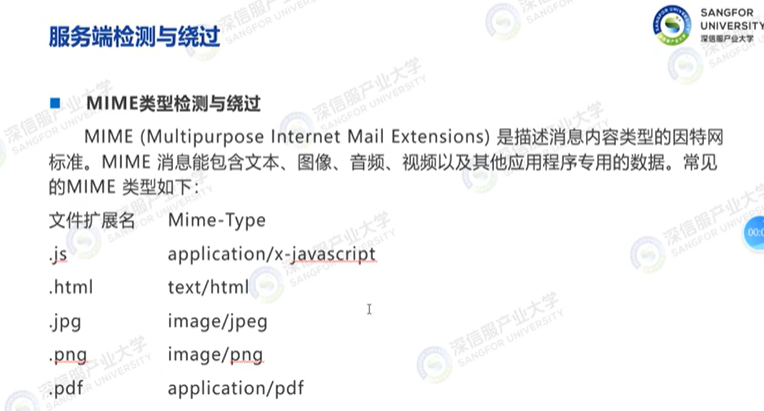 服务端检测与绕过
SANGFOR
UNIVERSITY
深信服产业大学
MIME类型检测与绕过
MIME (Multipurpose Internet Mail Extensions) 是描述消息内容类型的因特网
标准。MIME 消息能包含文本、图像、音频、视频以及其他应用程序专用的数据。常见
的MIME 类型如下：
文件扩展名 Mime-Type
.js application/x-javascript
.html text/html
.jpg image/jpeg
.png image/png
.pdf application/pdf